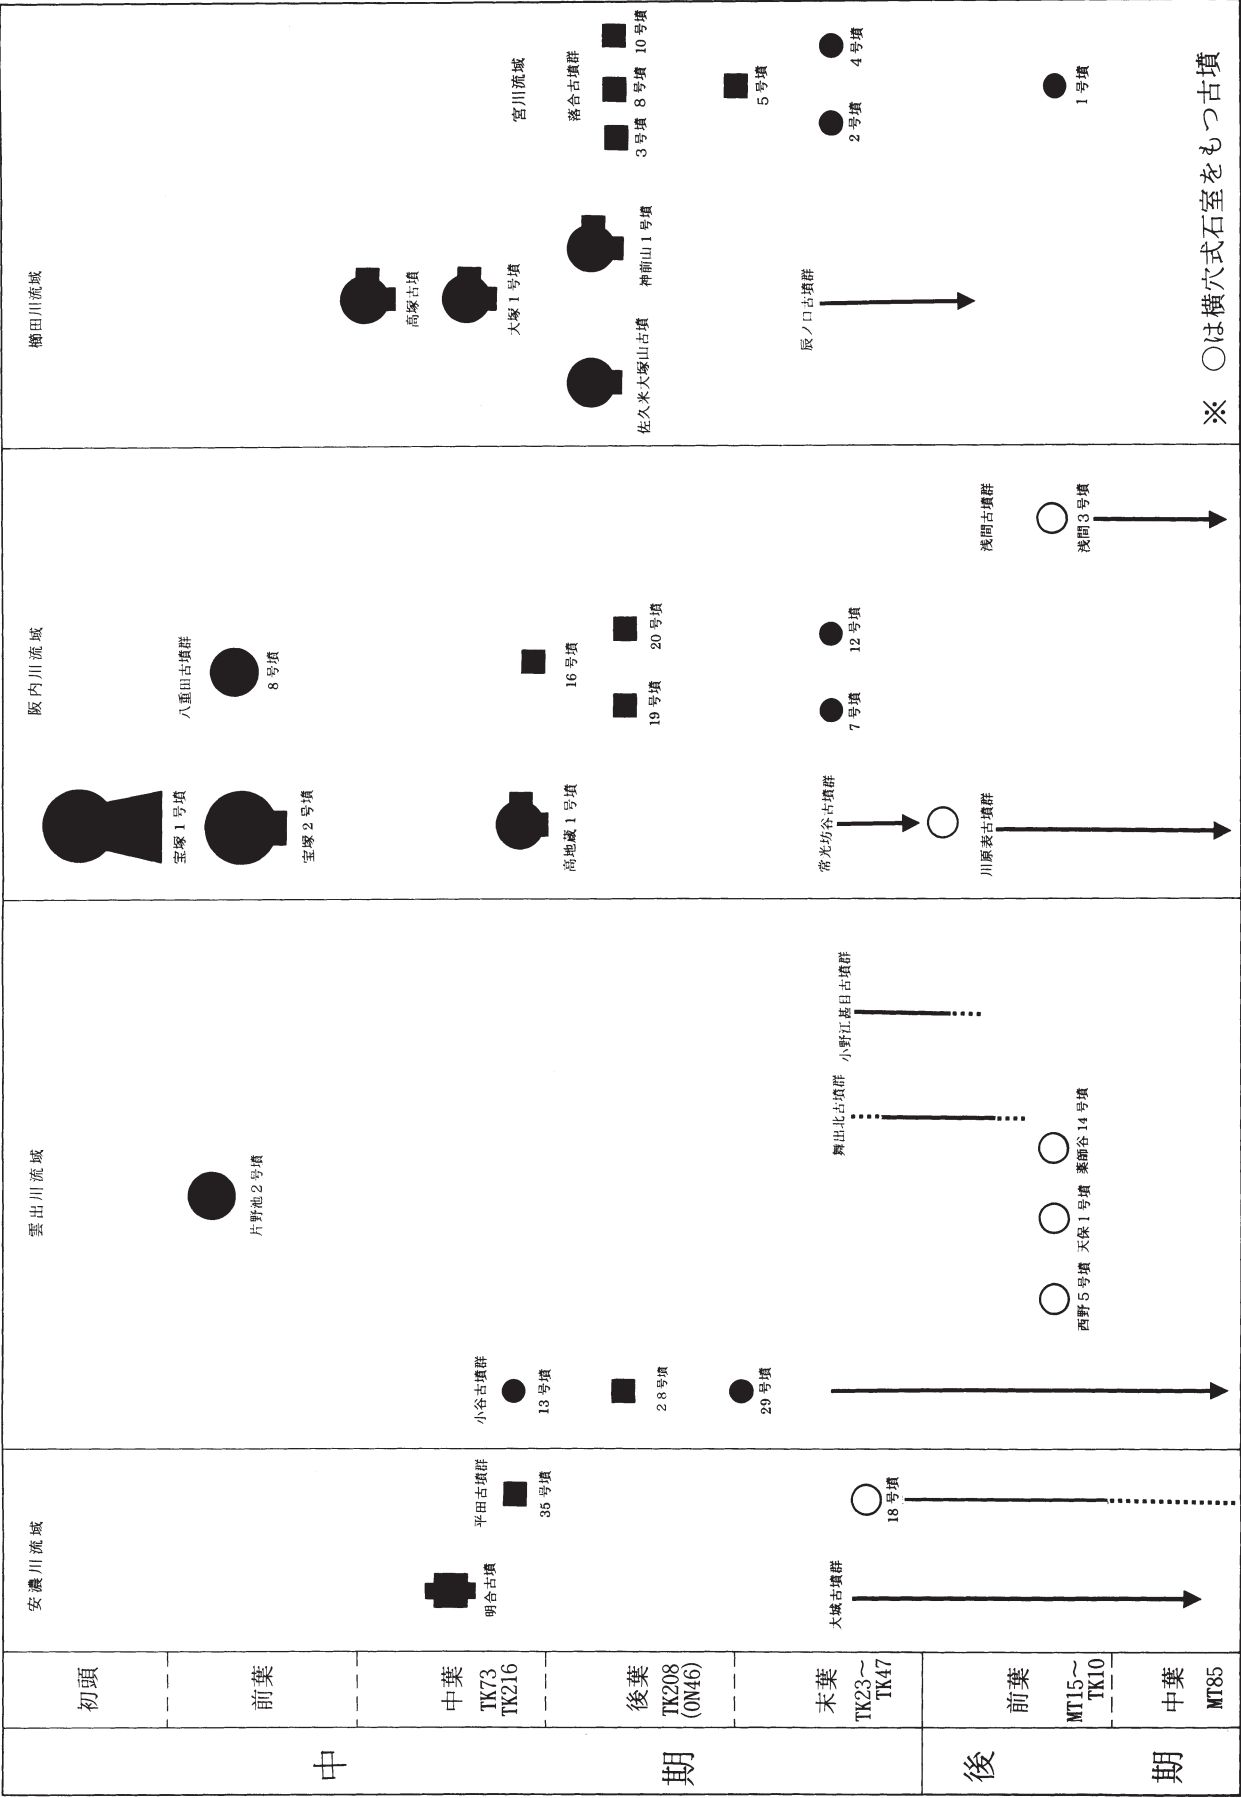 中期
後期
初頭
前葉
中葉
TK73
TK216
後葉
TK208
(ON46)
末葉
TK23～
TK47
前葉
MT15～
TK10
中葉
MT85
安濃川流域
明合古墳
平田古墳群
35号墳
大城古墳群
18号墳
雲出川流域
片野池2号墳
小谷古墳群
13号墳
28号墳
29号墳
舞出北古墳群
小野江甚目古墳群
西野5号墳
天保1号墳
薬師谷14号墳
阪内川流域
宝塚1号墳
八重田古墳群
8号墳
宝塚2号墳
高地蔵1号墳
16号墳
19号墳
20号墳
常光坊谷古墳群
7号墳
12号墳
川原表古墳群
浅間古墳群
浅間3号墳
櫛田川流域
高塚古墳
大塚1号墳
佐久米大塚山古墳
神前山1号墳
辰ノ口古墳群
宮川流域
落合古墳群
3号墳
8号墳
10号墳
5号墳
2号墳
4号墳
1号墳
※　○は横穴式石室をもつ古墳